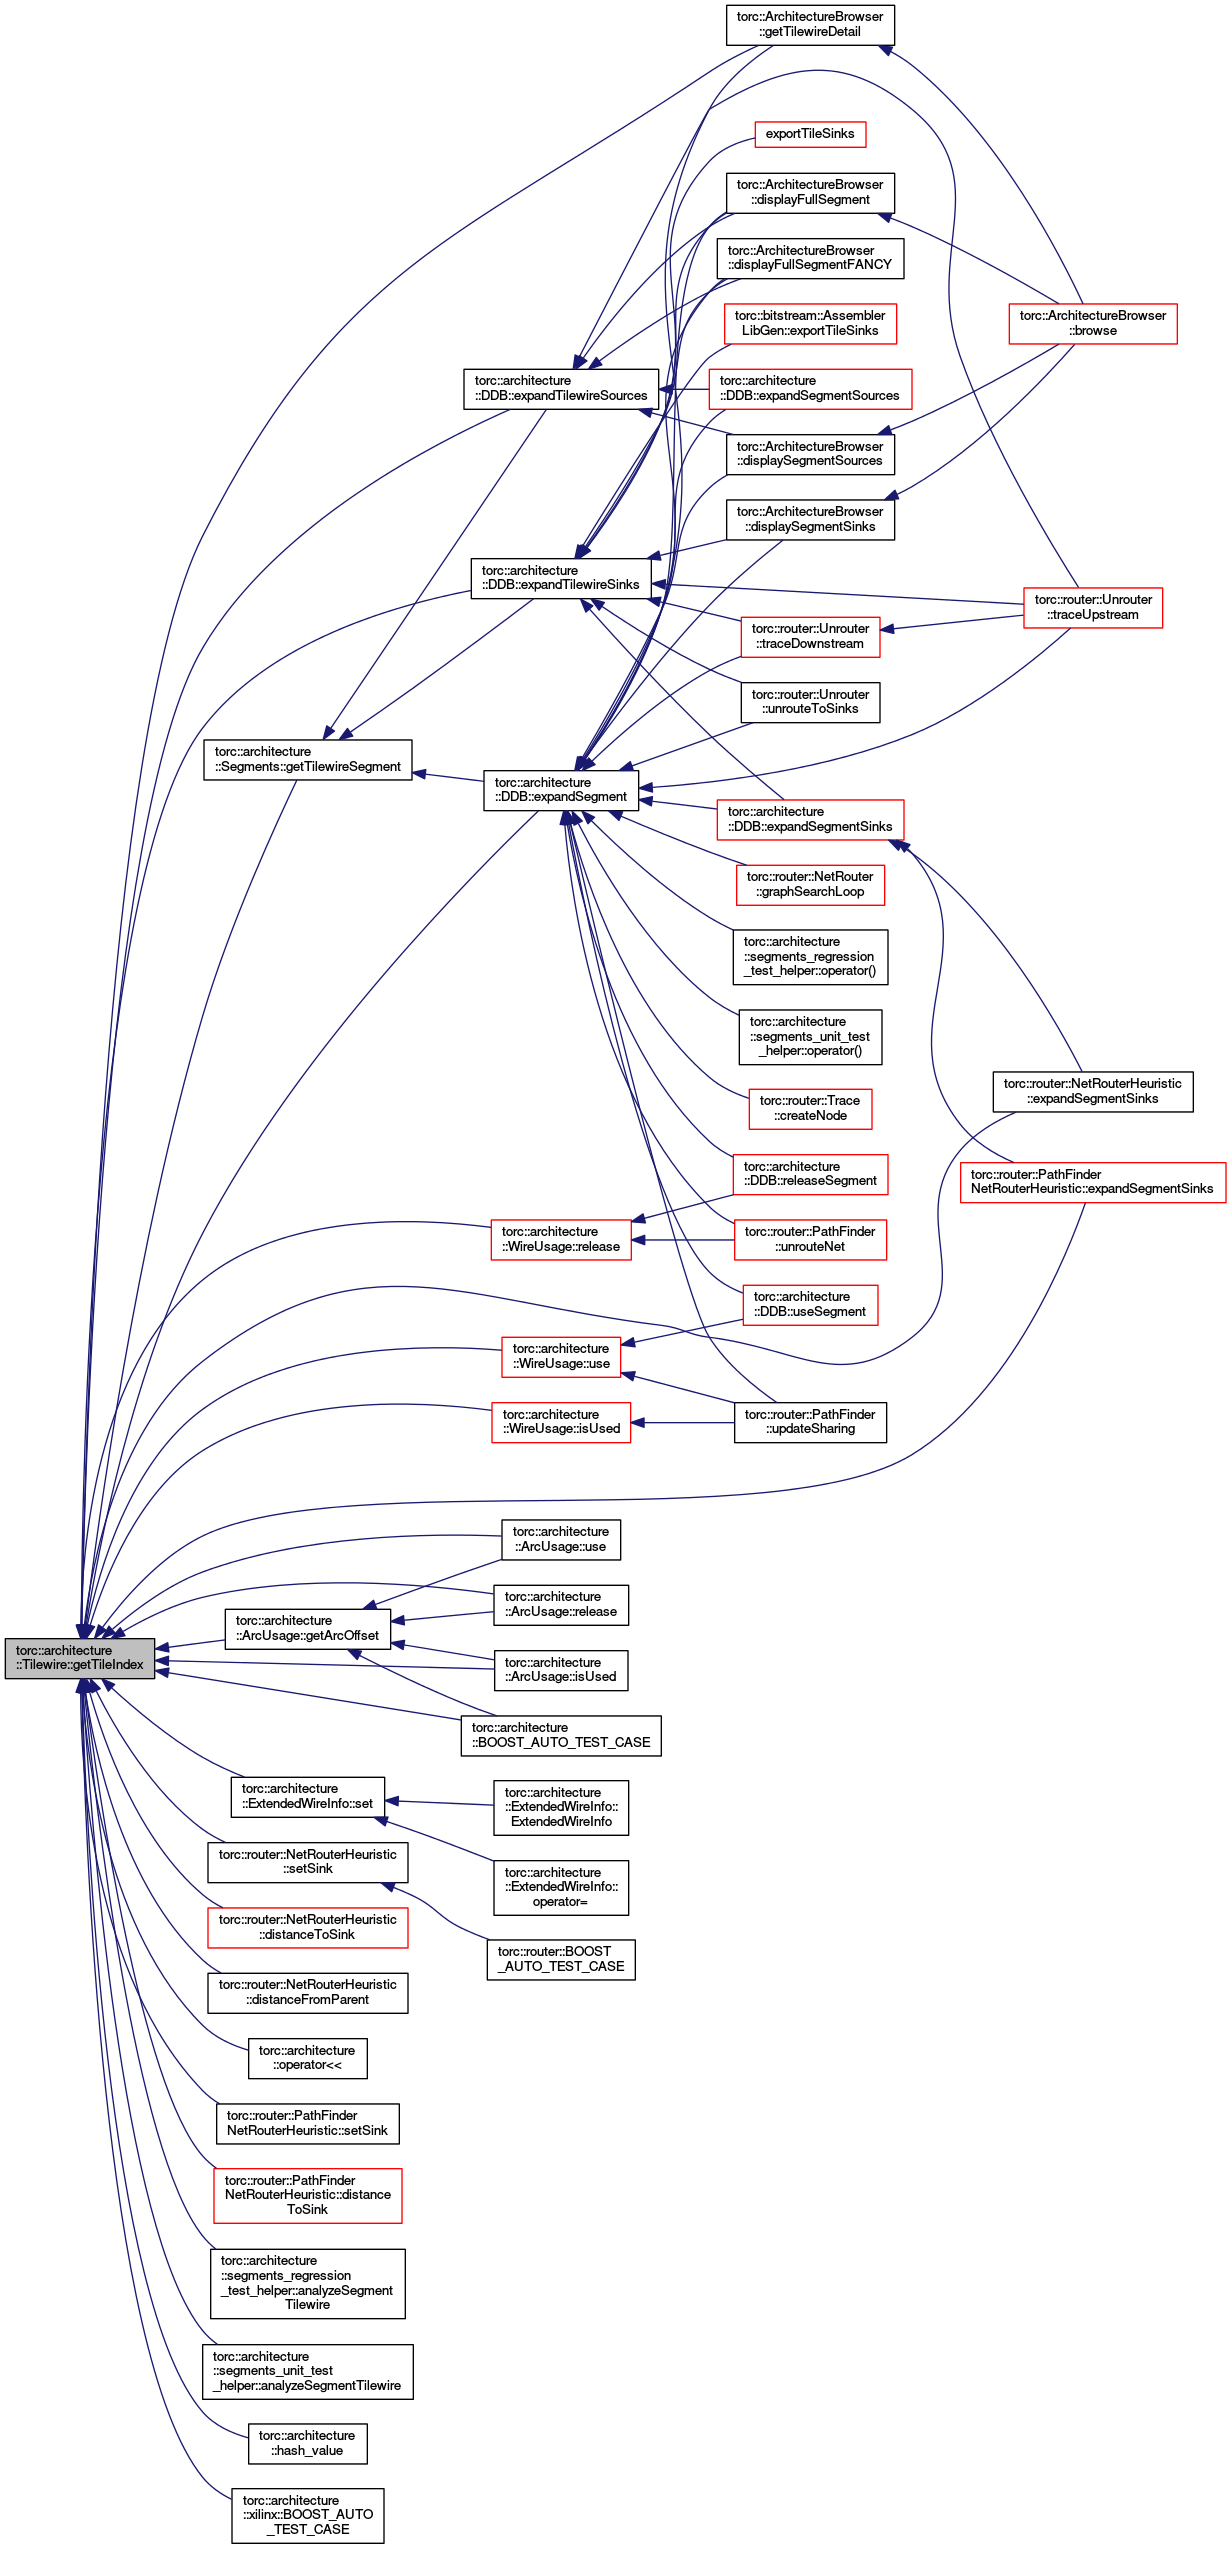 torc::ArchitectureBrowser
::getTilewireDetail
exportTileSinks
torc::ArchitectureBrowser
::displayFullSegment
torc::ArchitectureBrowser
::displayFullSegmentFANCY
torc::bitstream::Assembler
LibGen::exportTileSinks
torc::ArchitectureBrowser
::browse
torc::architecture
::DDB::expandTilewireSources
torc::architecture
::DDB::expandSegmentSources
torc::ArchitectureBrowser
::displaySegmentSources
torc::ArchitectureBrowser
::displaySegmentSinks
torc::architecture
::DDB::expandTilewireSinks
torc::router::Unrouter
::traceUpstream
torc::router::Unrouter
::traceDownstream
torc::router::Unrouter
::unrouteToSinks
torc::architecture
::Segments::getTilewireSegment
torc::architecture
::DDB::expandSegment
torc::architecture
::DDB::expandSegmentSinks
torc::router::NetRouter
::graphSearchLoop
torc::architecture
::segments_regression
_test_helper::operator()
torc::architecture
::segments_unit_test
_helper::operator()
torc::router::Trace
::createNode
torc::router::NetRouterHeuristic
::expandSegmentSinks
torc::architecture
::DDB::releaseSegment
torc::router::PathFinder
NetRouterHeuristic::expandSegmentSinks
torc::architecture
::WireUsage::release
torc::router::PathFinder
::unrouteNet
torc::architecture
::DDB::useSegment
torc::architecture
::WireUsage::use
torc::architecture
::WireUsage::isUsed
torc::router::PathFinder
::updateSharing
torc::architecture
::ArcUsage::use
torc::architecture
::ArcUsage::release
torc::architecture
::ArcUsage::getArcOffset
torc::architecture
::Tilewire::getTileIndex
torc::architecture
::ArcUsage::isUsed
torc::architecture
::BOOST_AUTO_TEST_CASE
torc::architecture
::ExtendedWireInfo::set
torc::architecture
::ExtendedWireInfo::
ExtendedWireInfo
torc::router::NetRouterHeuristic
::setSink
torc::architecture
::ExtendedWireInfo::
operator=
torc::router::NetRouterHeuristic
::distanceToSink
torc::router::BOOST
_AUTO_TEST_CASE
torc::router::NetRouterHeuristic
::distanceFromParent
torc::architecture
::operator<<
torc::router::PathFinder
NetRouterHeuristic::setSink
torc::router::PathFinder
NetRouterHeuristic::distance
ToSink
torc::architecture
::segments_regression
_test_helper::analyzeSegment
Tilewire
torc::architecture
::segments_unit_test
_helper::analyzeSegmentTilewire
torc::architecture
::hash_value
torc::architecture
::xilinx::BOOST_AUTO
_TEST_CASE